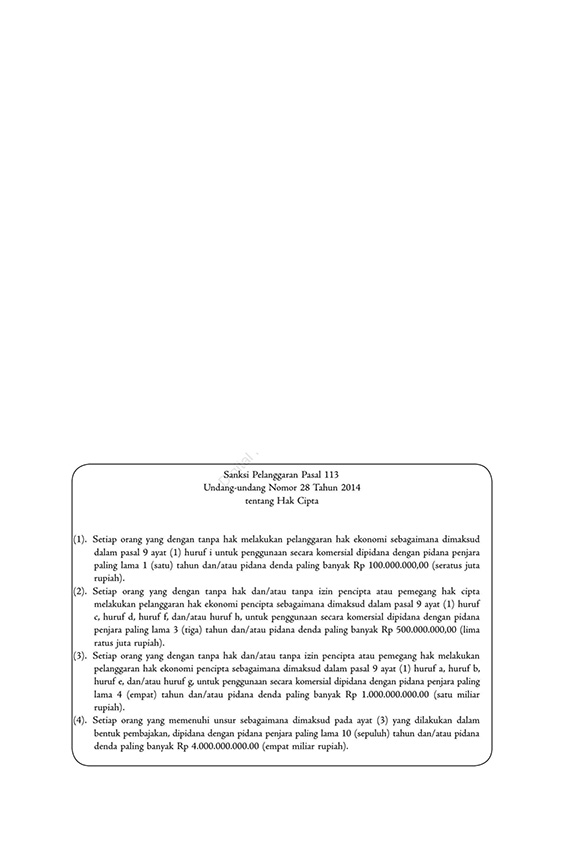 Sanksi Pelanggaran Pasal 113
Undang-undang Nomor 28 Tahun 2014
tentang Hak Cipta
(1). Setiap orang yang dengan tanpa hak melakukan pelanggaran hak ekonomi sebagaimana dimaksud
dalam pasal 9 ayat (1) huruf i untuk penggunaan secara komersial dipidana dengan pidana penjara
paling lama 1 (satu) tahun dan/atau pidana denda paling banyak Rp 100.000.000,00 (seratus juta
rupiah).
(2). Setiap orang yang dengan tanpa hak dan/atau tanpa izin pencipta atau pemegang hak cipta
melakukan pelanggaran hak ekonomi pencipta sebagaimana dimaksud dalam pasal 9 ayat (1) huruf
c, huruf d, huruf f, dan/atau huruf h, untuk penggunaan secara komersial dipidana dengan pidana
penjara paling lama 3 (tiga) tahun dan/atau pidana denda paling banyak Rp 500.000.000,00 (lima
ratus juta rupiah).
(3). Setiap orang yang dengan tanpa hak dan/atau tanpa izin pencipta atau pemegang hak melakukan
pelanggaran hak ekonomi pencipta sebagaimana dimaksud dalam pasal 9 ayat (1) huruf a, huruf b,
huruf e, dan/atau huruf g, untuk penggunaan secara komersial dipidana dengan pidana penjara paling
lama 4 (empat) tahun dan/atau pidana denda paling banyak Rp 1.000.000.000.00 (satu miliar
rupiah).
(4). Setiap orang yang memenuhi unsur sebagaimana dimaksud pada ayat (3) yang dilakukan dalam
bentuk pembajakan, dipidana dengan pidana penjara paling lama 10 (sepuluh) tahun dan/atau pidana
denda paling banyak Rp 4.000.000.000.00 (empat miliar rupiah).